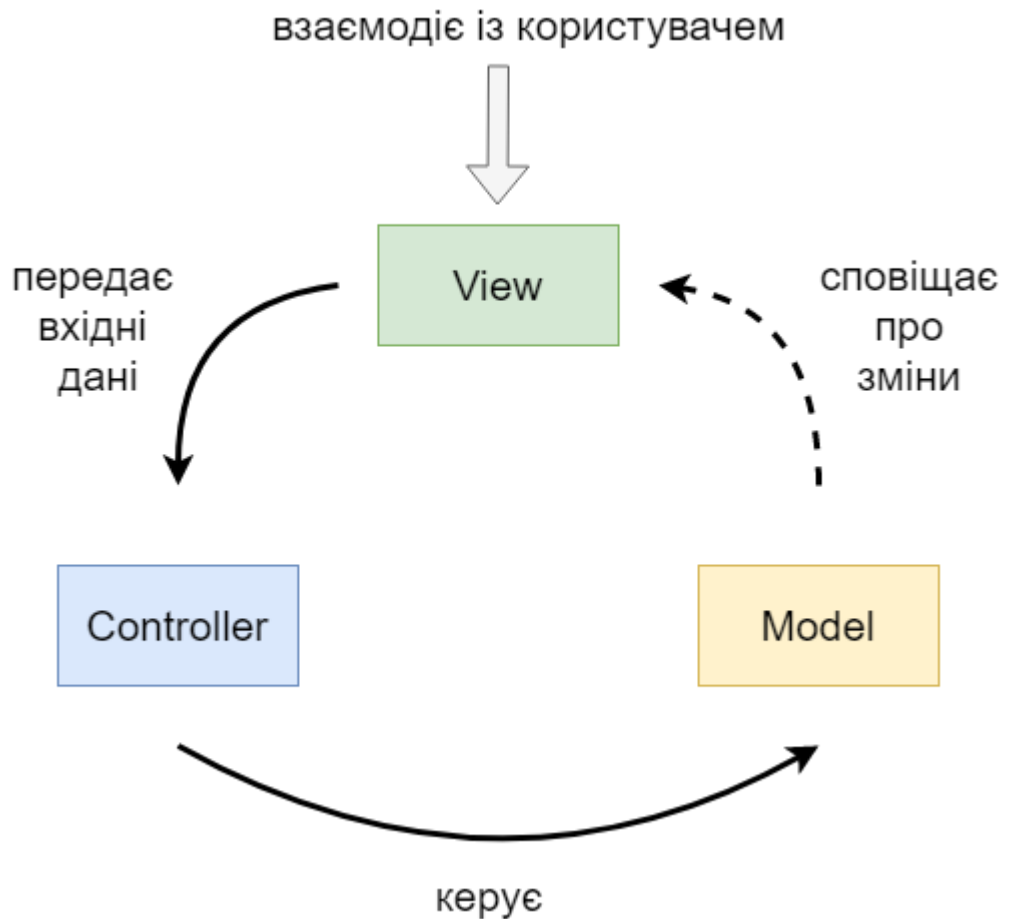 взаємодіє із користувачем
View
передає
вхідні
дані
сповіщає
про
зміни
Controller
Model
керує